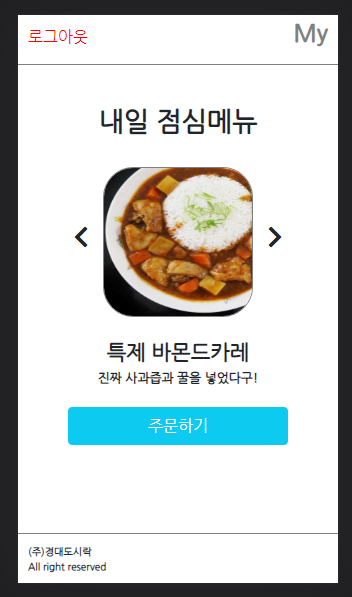 로그아웃
My
내일 점심메뉴
특제 바몬드카레
진짜 사과즙과 꿀을 넣었다구!
주문하기
(주)경대도시락
All right reserved